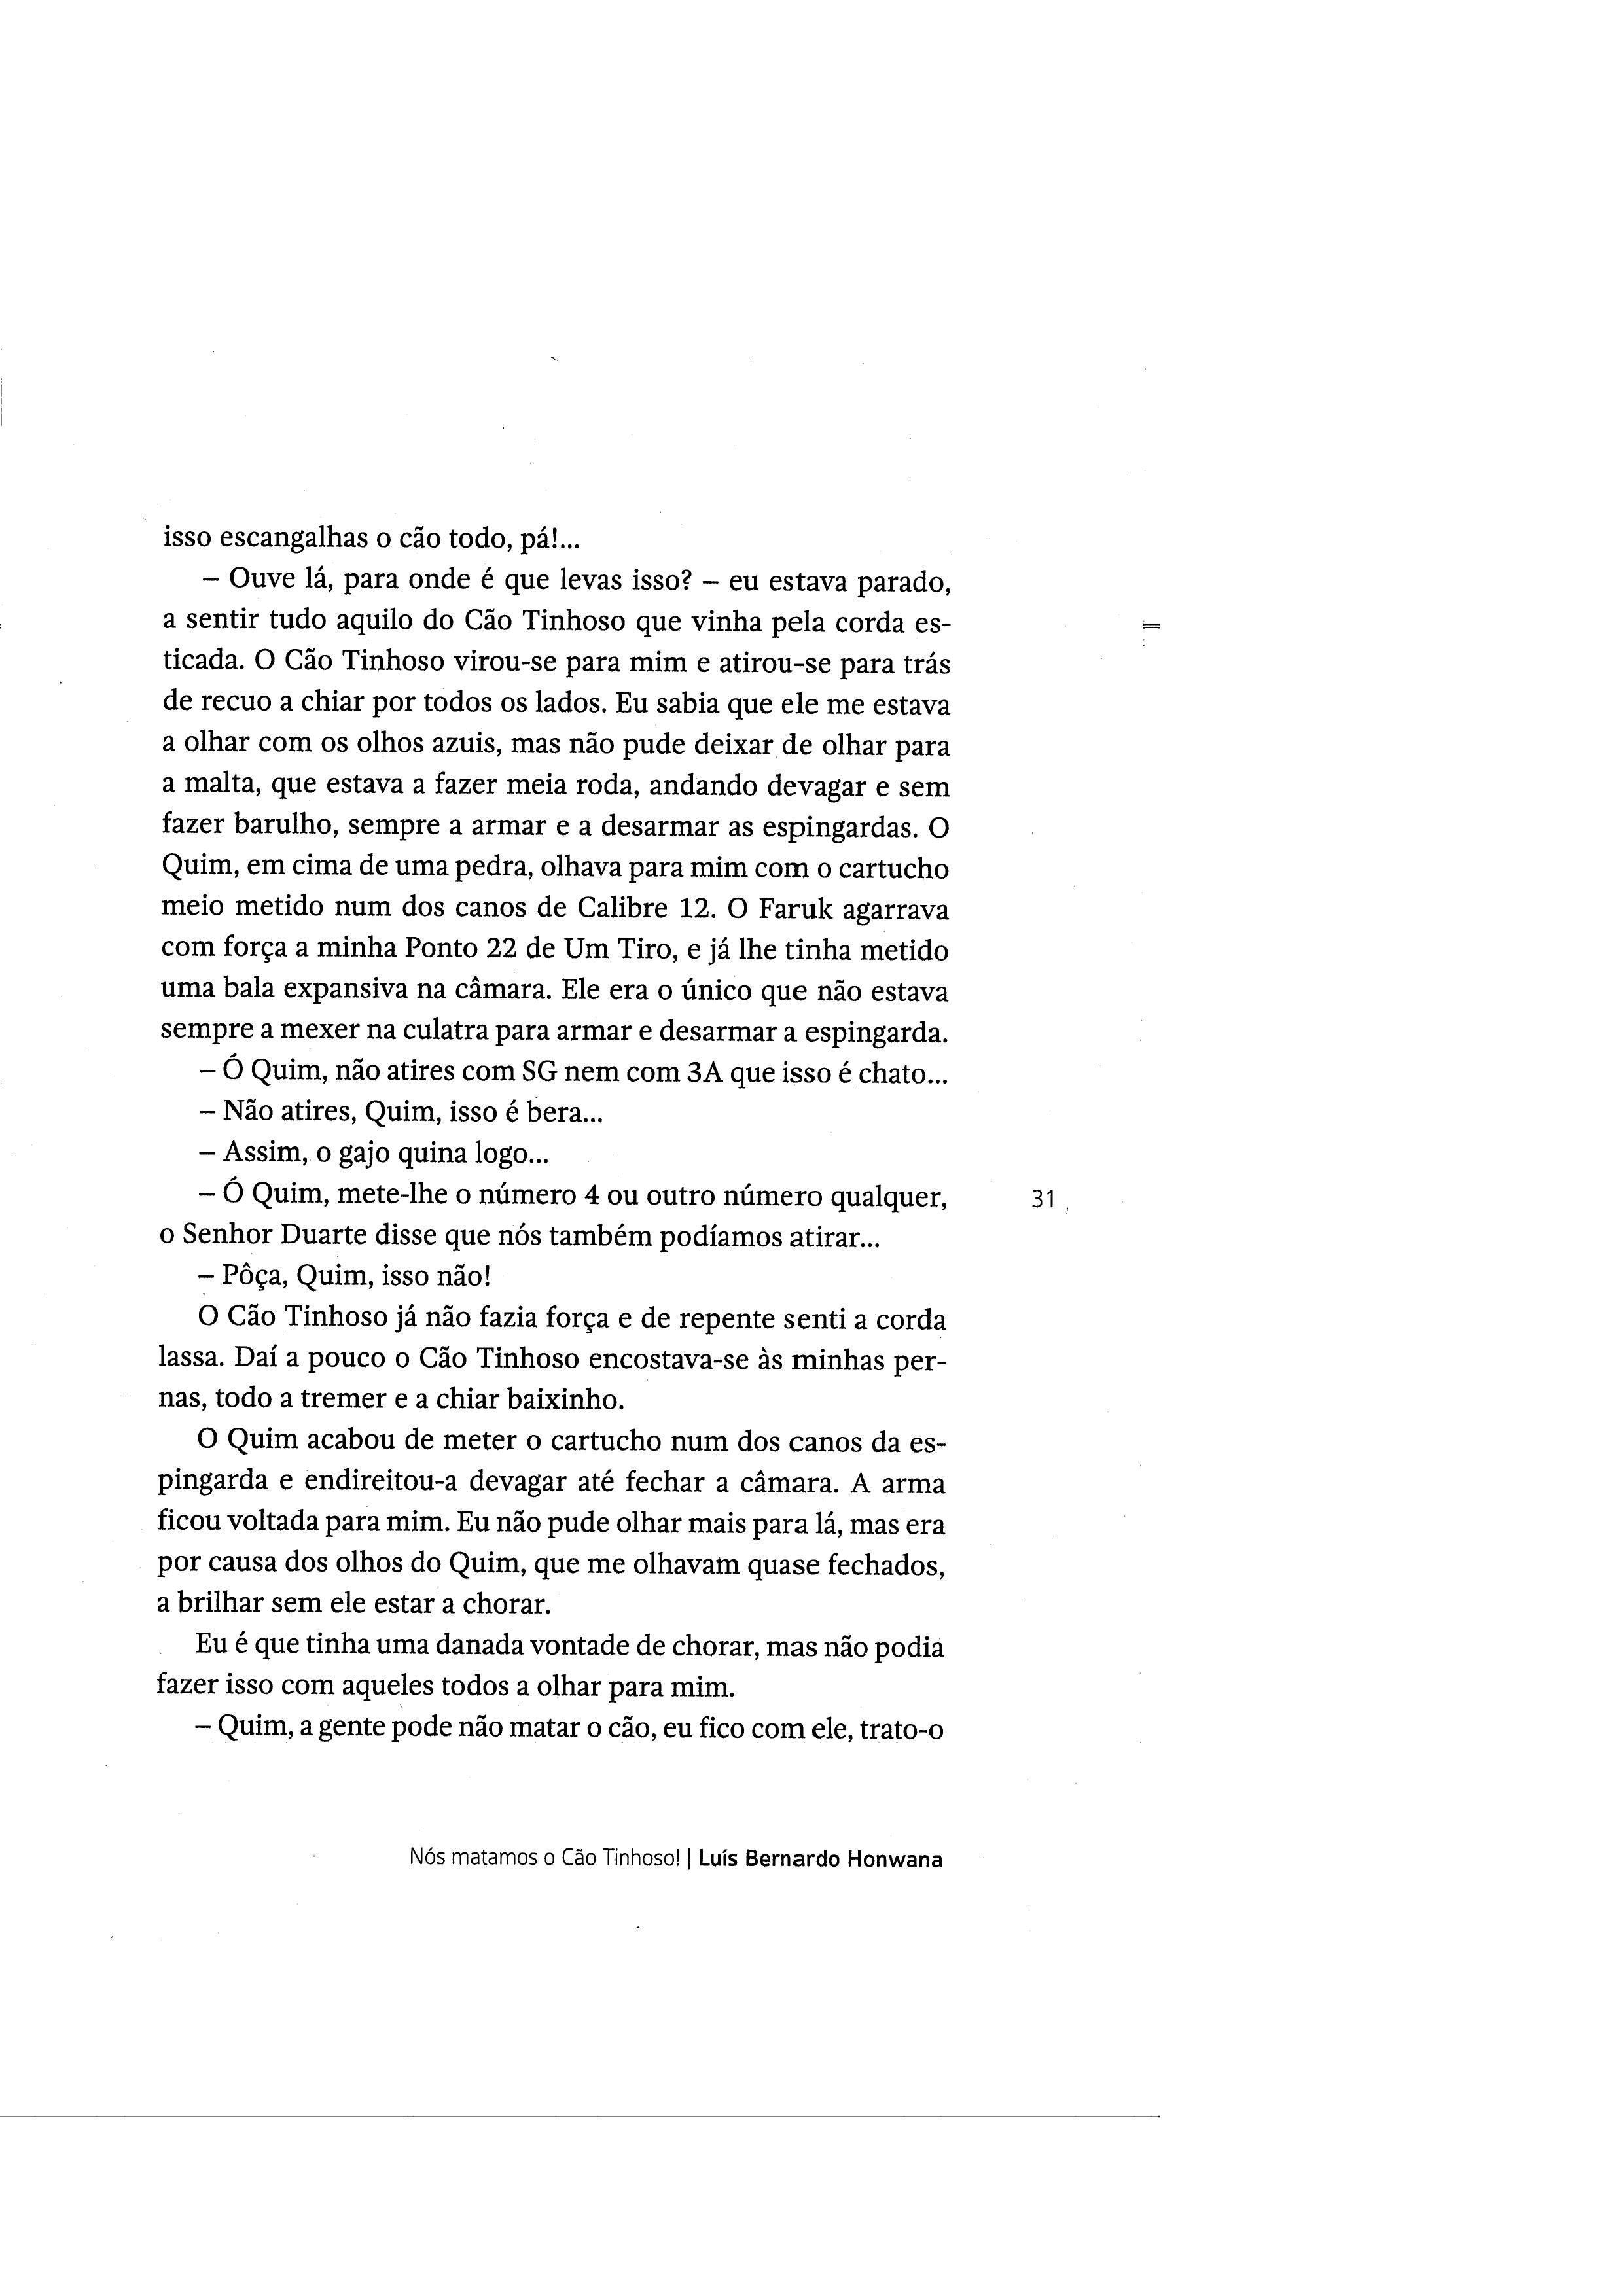 isso escangalhas o cão todo, pá!...
– Ouve lá, para onde é que levas isso? – eu estava parado,
a sentir tudo aquilo do Cão Tinhoso que vinha pela corda es-
ticada. O Cão Tinhoso virou-se para mim e atirou-se para trás
de recuo a chiar por todos os lados. Eu sabia que ele me estava
a olhar com os olhos azuis, mas não pude deixar de olhar para
a malta, que estava a fazer meia roda, andando devagar e sem
fazer barulho, sempre a armar e a desarmar as espingardas. O
Quim, em cima de uma pedra, olhava para mim com o cartucho
meio metido num dos canos de Calibre 12. O Faruk agarrava
com força a minha Ponto 22 de Um Tiro, e já lhe tinha metido
uma bala expansiva na câmara. Ele era o único que não estava
sempre a mexer na culatra para armar e desarmar a espingarda.
– Ó Quim, não atires com SG nem com 3A que isso é chato...
– Não atires, Quim, isso é bera...
– Assim, o gajo quina logo...
– Ó Quim, mete-lhe o número 4 ou outro número qualquer,
31
o Senhor Duarte disse que nós também podíamos atirar...
– Pôça, Quim, isso não!
O Cão Tinhoso já não fazia força e de repente senti a corda
lassa. Daí a pouco o Cão Tinhoso encostava-se às minhas per-
nas, todo a tremer e a chiar baixinho.
O Quim acabou de meter o cartucho num dos canos da es-
pingarda e endireitou-a devagar até fechar a câmara. A arma
ficou voltada para mim. Eu não pude olhar mais para lá, mas era
por causa dos olhos do Quim, que me olhavam quase fechados,
a brilhar sem ele estar a chorar.
Eu é que tinha uma danada vontade de chorar, mas não podia
fazer isso com aqueles todos a olhar para mim.
– Quim, a gente pode não matar o cão, eu fico com ele, trato-o
Nós matamos o Cão Tinhoso! | Luís Bernardo Honwana